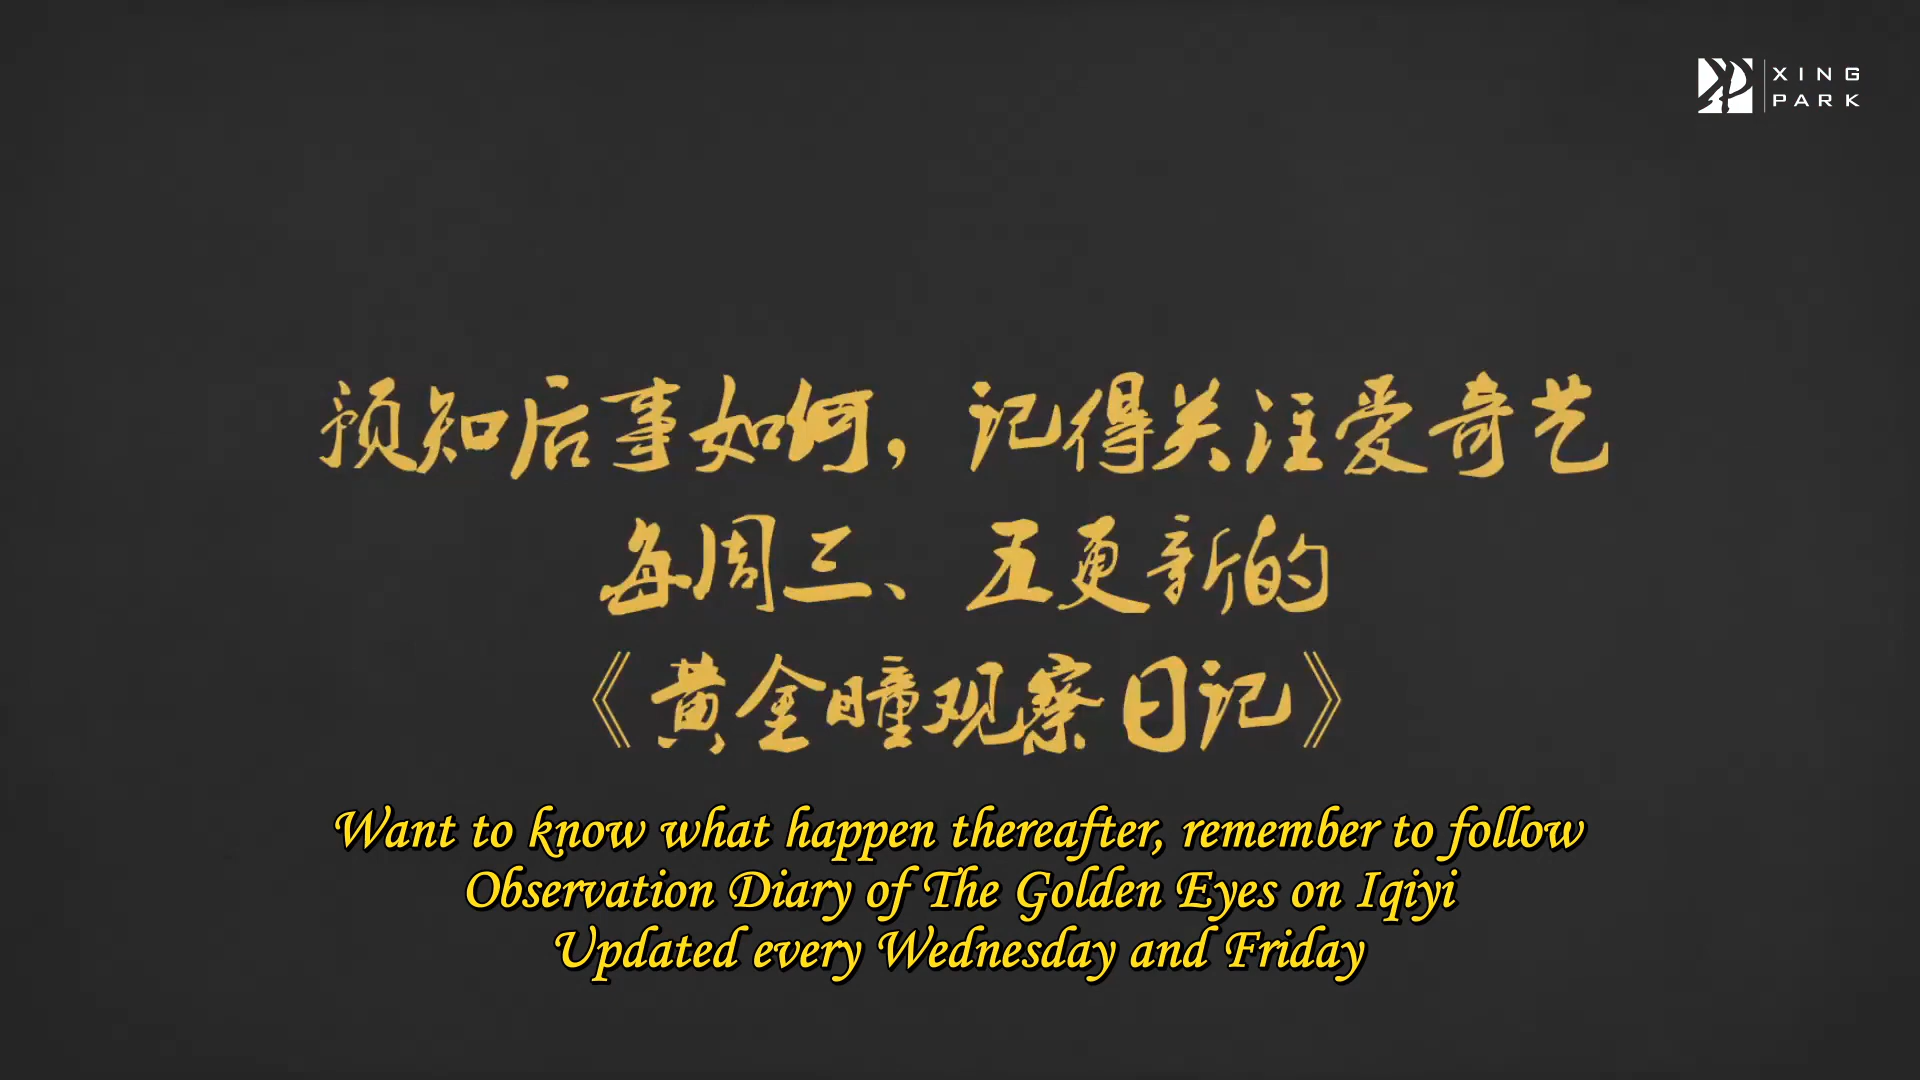 XING
PARK
预知后事如何，记得关注爱奇艺
每周三、五更新的
《黄金瞳观察日记》
Want to know what happen thereafter, remember to follow
Observation Diary of The Golden Eyes on Iqiyi
Updated every Wednesday and Friday